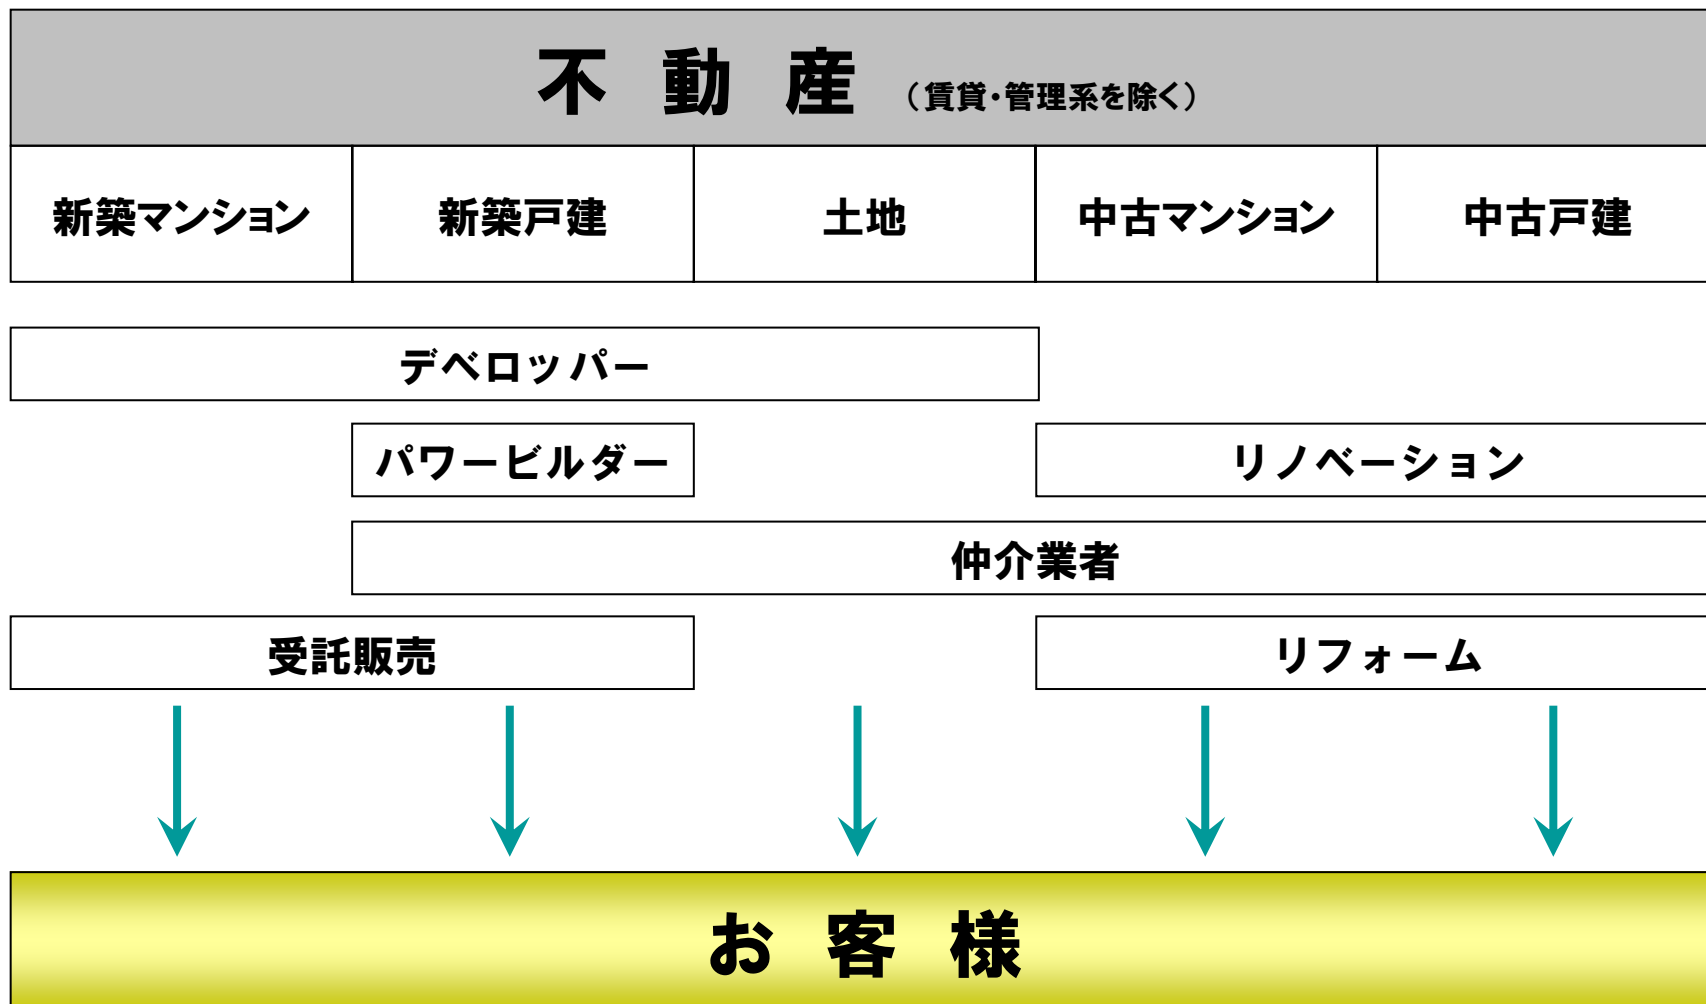 不動産（賃貸・管理系を除く）
新築マンション 新築戸建 土地 中古マンション 中古戸建
デベロッパー
パワービルダー リノベーション
仲介業者
受託販売 リフォーム
お客様